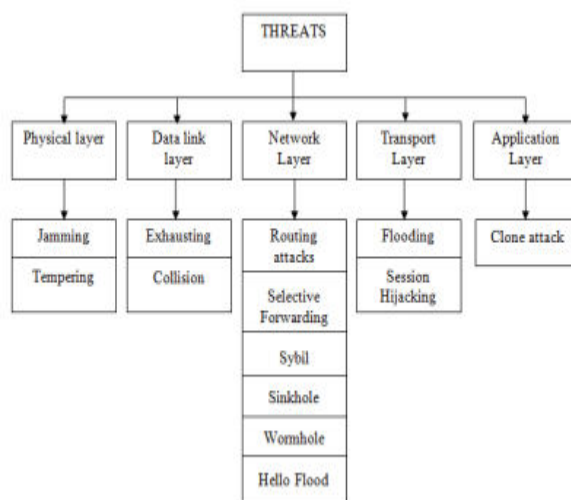 THREATS
Physical layer
Data link
layer
Network
Layer
Transport
Layer
Application
Layer
Jamming
Tempering
Exhausting
Collision
Routing
attacks
Selective
Forwarding
Sybil
Sinkhole
Wormhole
Hello Flood
Flooding
Session
Hijacking
Clone attack